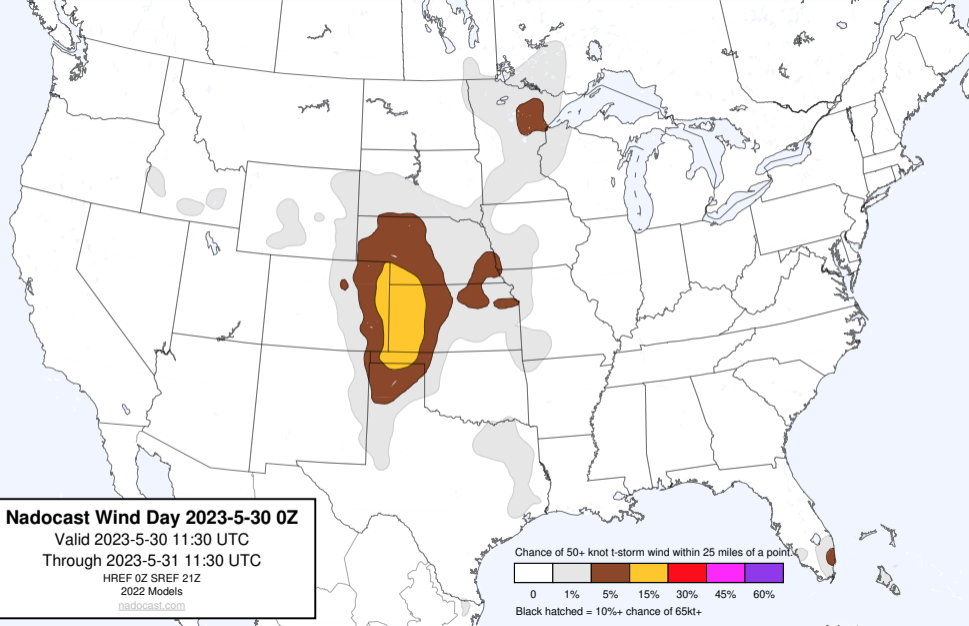 Nadocast Wind Day 2023-5-30 0Z
Valid 2023-5-30 11:30 UTC
Through 2023-5-31 11:30 UTC
HREF 0Z SREF 21Z
2022 Models
nadocast.com
Chance of 50+ knot t-storm wind within 25 miles of a point.
0 1% 5% 15% 30% 45% 60%
Black hatched = 10%+ chance of 65kt+